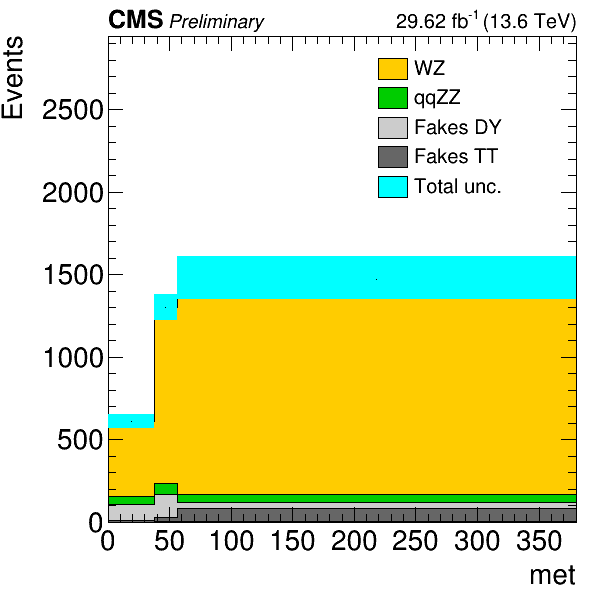 CMS Preliminary 29.62 fb-1 (13.6 TeV)
Events
WZ
qqZZ
Fakes DY
Fakes TT
Total unc.
2500
2000
1500
1000
500
0
0 50 100 150 200 250 300 350
met